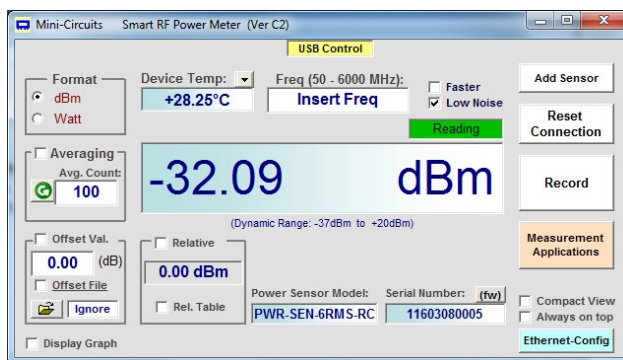 Mini-Circuits Smart RF Power Meter (Ver C2)
USB Control
Format
dBm
Watt
Device Temp:
+28.25°C
Freq (50 - 6000 MHz):
Insert Freq
Faster
Low Noise
Reading
Add Sensor
Reset
Connection
Averaging
Avg. Count:
100
-32.09 dBm
(Dynamic Range: -37dBm to +20dBm)
Record
Measurement
Applications
Offset Val.
0.00 (dB)
Offset File
Ignore
Relative
0.00 dBm
Rel. Table
Power Sensor Model:
PWR-SEN-6RMS-RC
Serial Number: (fw)
11603080005
Compact View
Always on top
Display Graph
Ethernet-Config